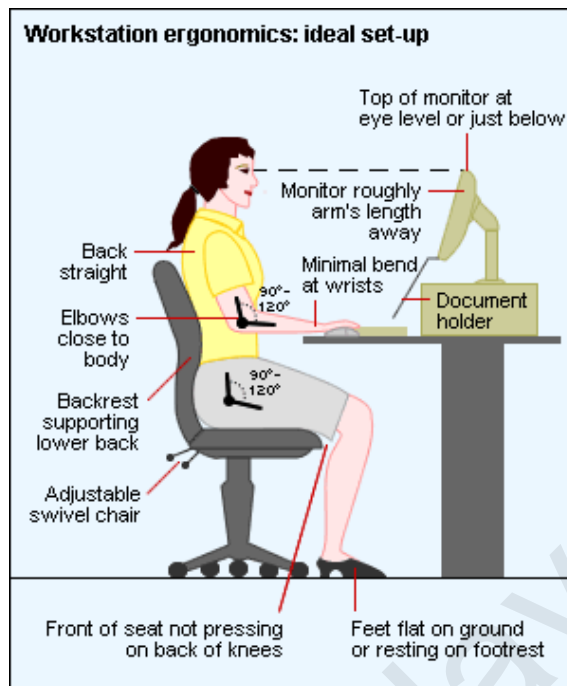 Workstation ergonomics: ideal set-up
Top of monitor at
eye level or just below
Monitor roughly
arm's length
away
Back
straight
Minimal bend
at wrists
90°-
120°
Document
holder
Elbows
close to
body
90°-
120°
Backrest
supporting
lower back
Adjustable
swivel chair
Front of seat not pressing
on back of knees
Feet flat on ground
or resting on footrest